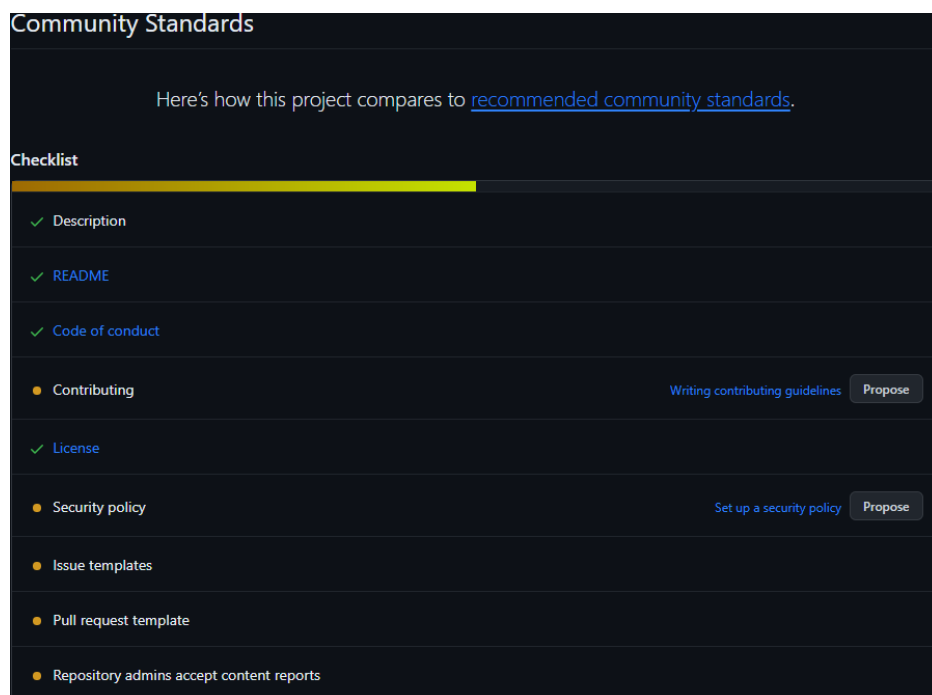 Community Standards
Here’s how this project compares to recommended community standards.
Checklist
Description
README
Code of conduct
Contributing
Writing contributing guidelines
Propose
License
Security policy
Set up a security policy
Propose
Issue templates
Pull request template
Repository admins accept content reports